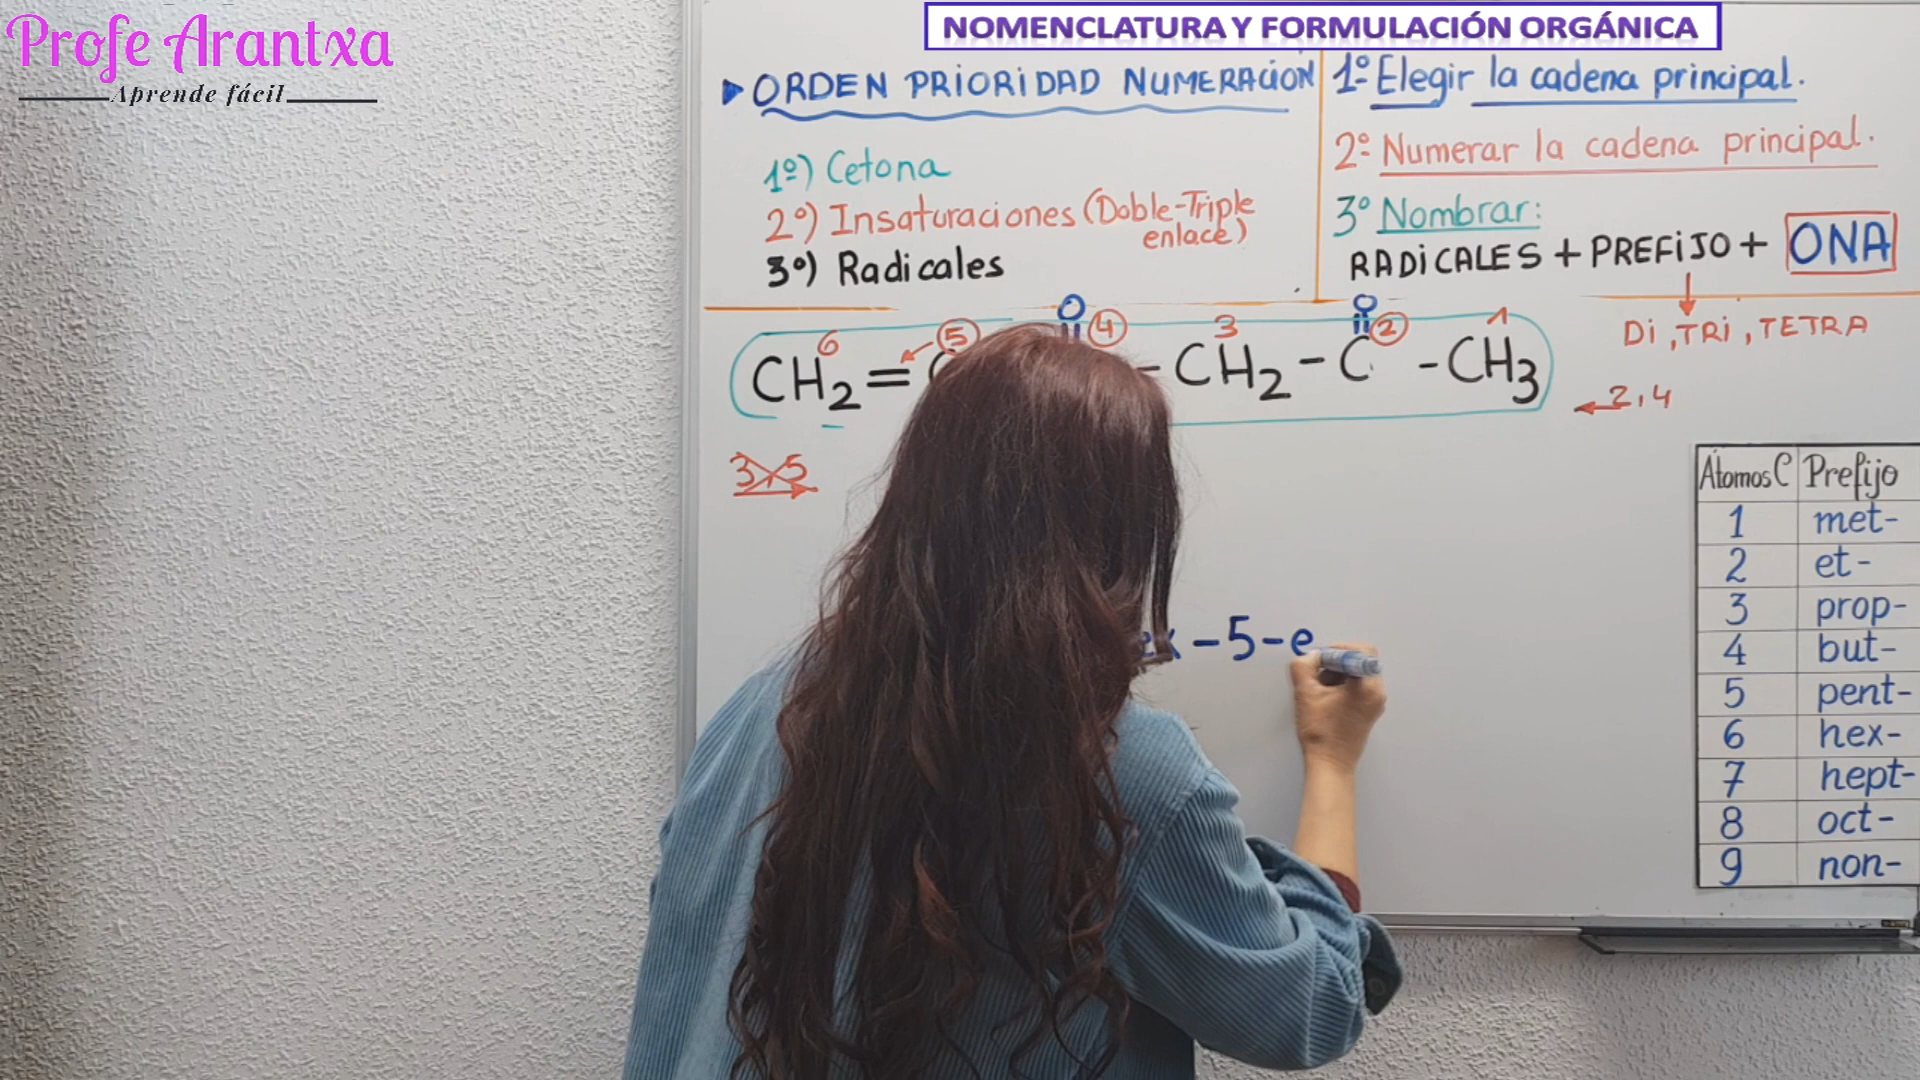 Profe Arantxa
Aprende fácil
NOMENCLATURA Y FORMULACIÓN ORGÁNICA
ORDEN PRIORIDAD NUMERACIÓN
1º) Cetona
2º) Insaturaciones (Doble-Triple
enlace)
3º) Radicales
1º Elegir la cadena principal.
2º Numerar la cadena principal.
3º Nombrar:
RADICALES + PREFIJO + ONA
DI, TRI, TETRA
O O
6 5 4 3 2 1
CH2 = - CH2 - C - CH3
2,4
3,5
ex - 5 - e
Átomos C Prefijo
1 met-
2 et-
3 prop-
4 but-
5 pent-
6 hex-
7 hept-
8 oct-
9 non-